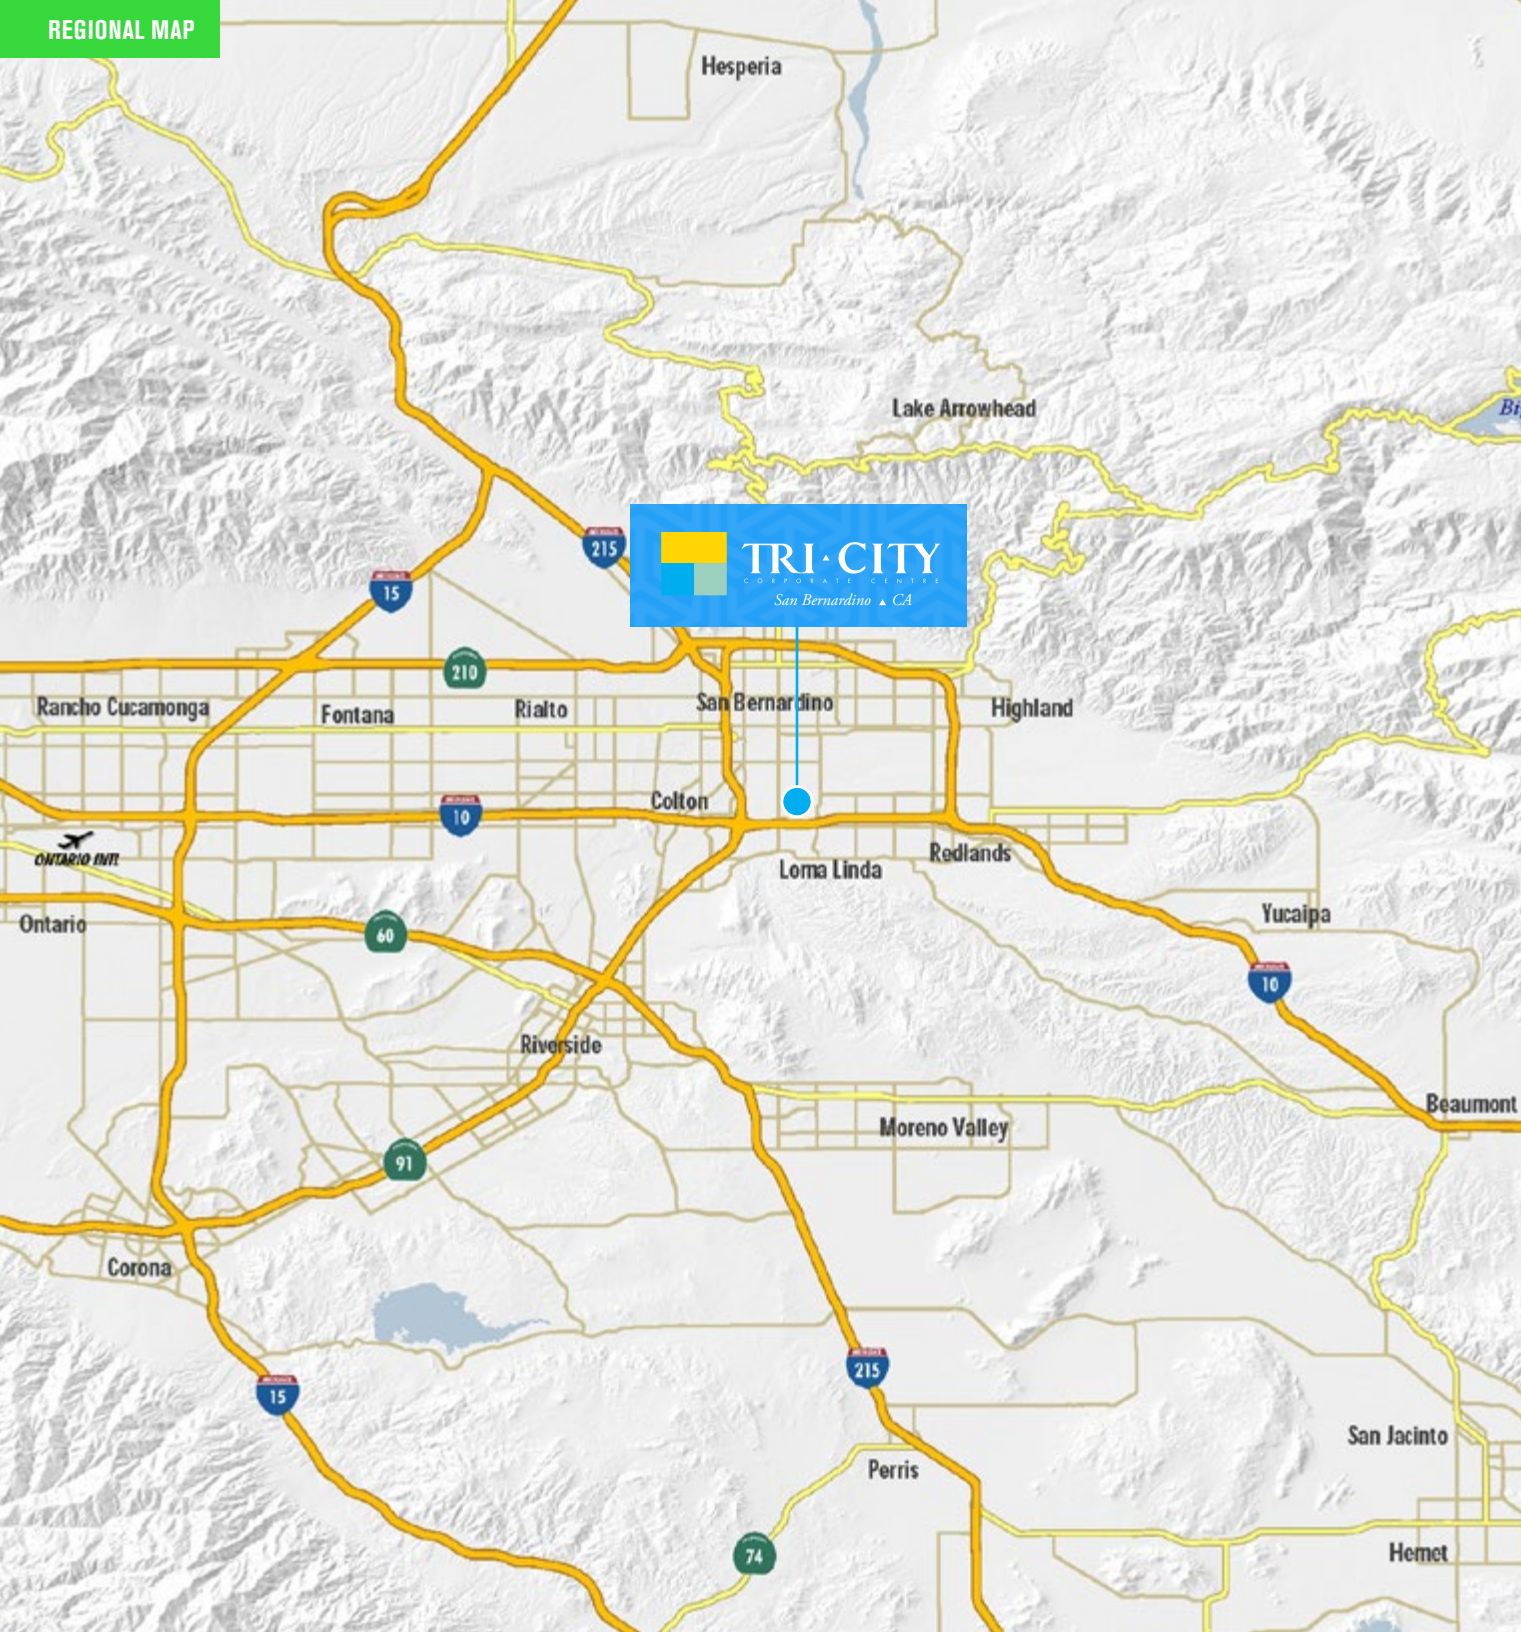 REGIONAL MAP
Hesperia
Lake Arrowhead
215
TRI▲CITY
CORPORATE CENTRE
San Bernardino ▲ CA
15
210
Rancho Cucamonga
Fontana
Rialto
San Bernardino
Highland
Colton
10
ONTARIO INTL
Loma Linda
Redlands
Ontario
60
Yucaipa
10
Riverside
Beaumont
Moreno Valley
91
Corona
215
15
San Jacinto
Perris
74
Hemet